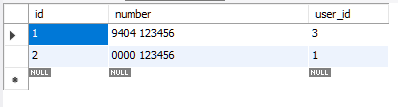 id number user_id
1 9404 123456 3
2 0000 123456 1
NULL NULL NULL